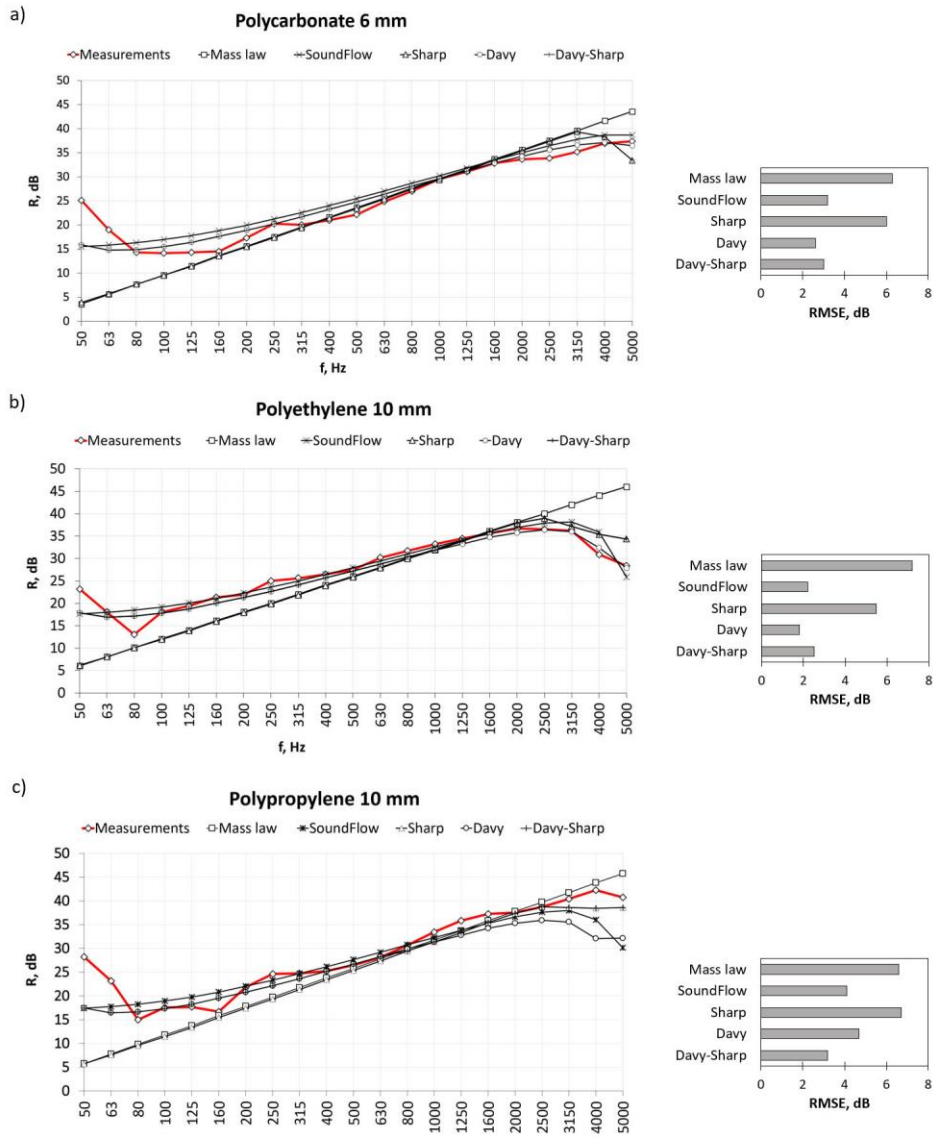 a)
Polycarbonate 6 mm
Measurements Mass law SoundFlow Sharp Davy Davy-Sharp
50
45
40
35
30
25
20
15
10
5
0
R, dB
50 63 80 100 125 160 200 250 315 400 500 630 800 1000 1250 1600 2000 2500 3150 4000 5000
f, Hz
Mass law
SoundFlow
Sharp
Davy
Davy-Sharp
0 2 4 6 8
RMSE, dB
b)
Polyethylene 10 mm
Measurements Mass law SoundFlow Sharp Davy Davy-Sharp
50
45
40
35
30
25
20
15
10
5
0
R, dB
50 63 80 100 125 160 200 250 315 400 500 630 800 1000 1250 1600 2000 2500 3150 4000 5000
f, Hz
Mass law
SoundFlow
Sharp
Davy
Davy-Sharp
0 2 4 6 8
RMSE, dB
c)
Polypropylene 10 mm
Measurements Mass law SoundFlow Sharp Davy Davy-Sharp
50
45
40
35
30
25
20
15
10
5
0
R, dB
50 63 80 100 125 160 200 250 315 400 500 630 800 1000 1250 1600 2000 2500 3150 4000 5000
Mass law
SoundFlow
Sharp
Davy
Davy-Sharp
0 2 4 6 8
RMSE, dB